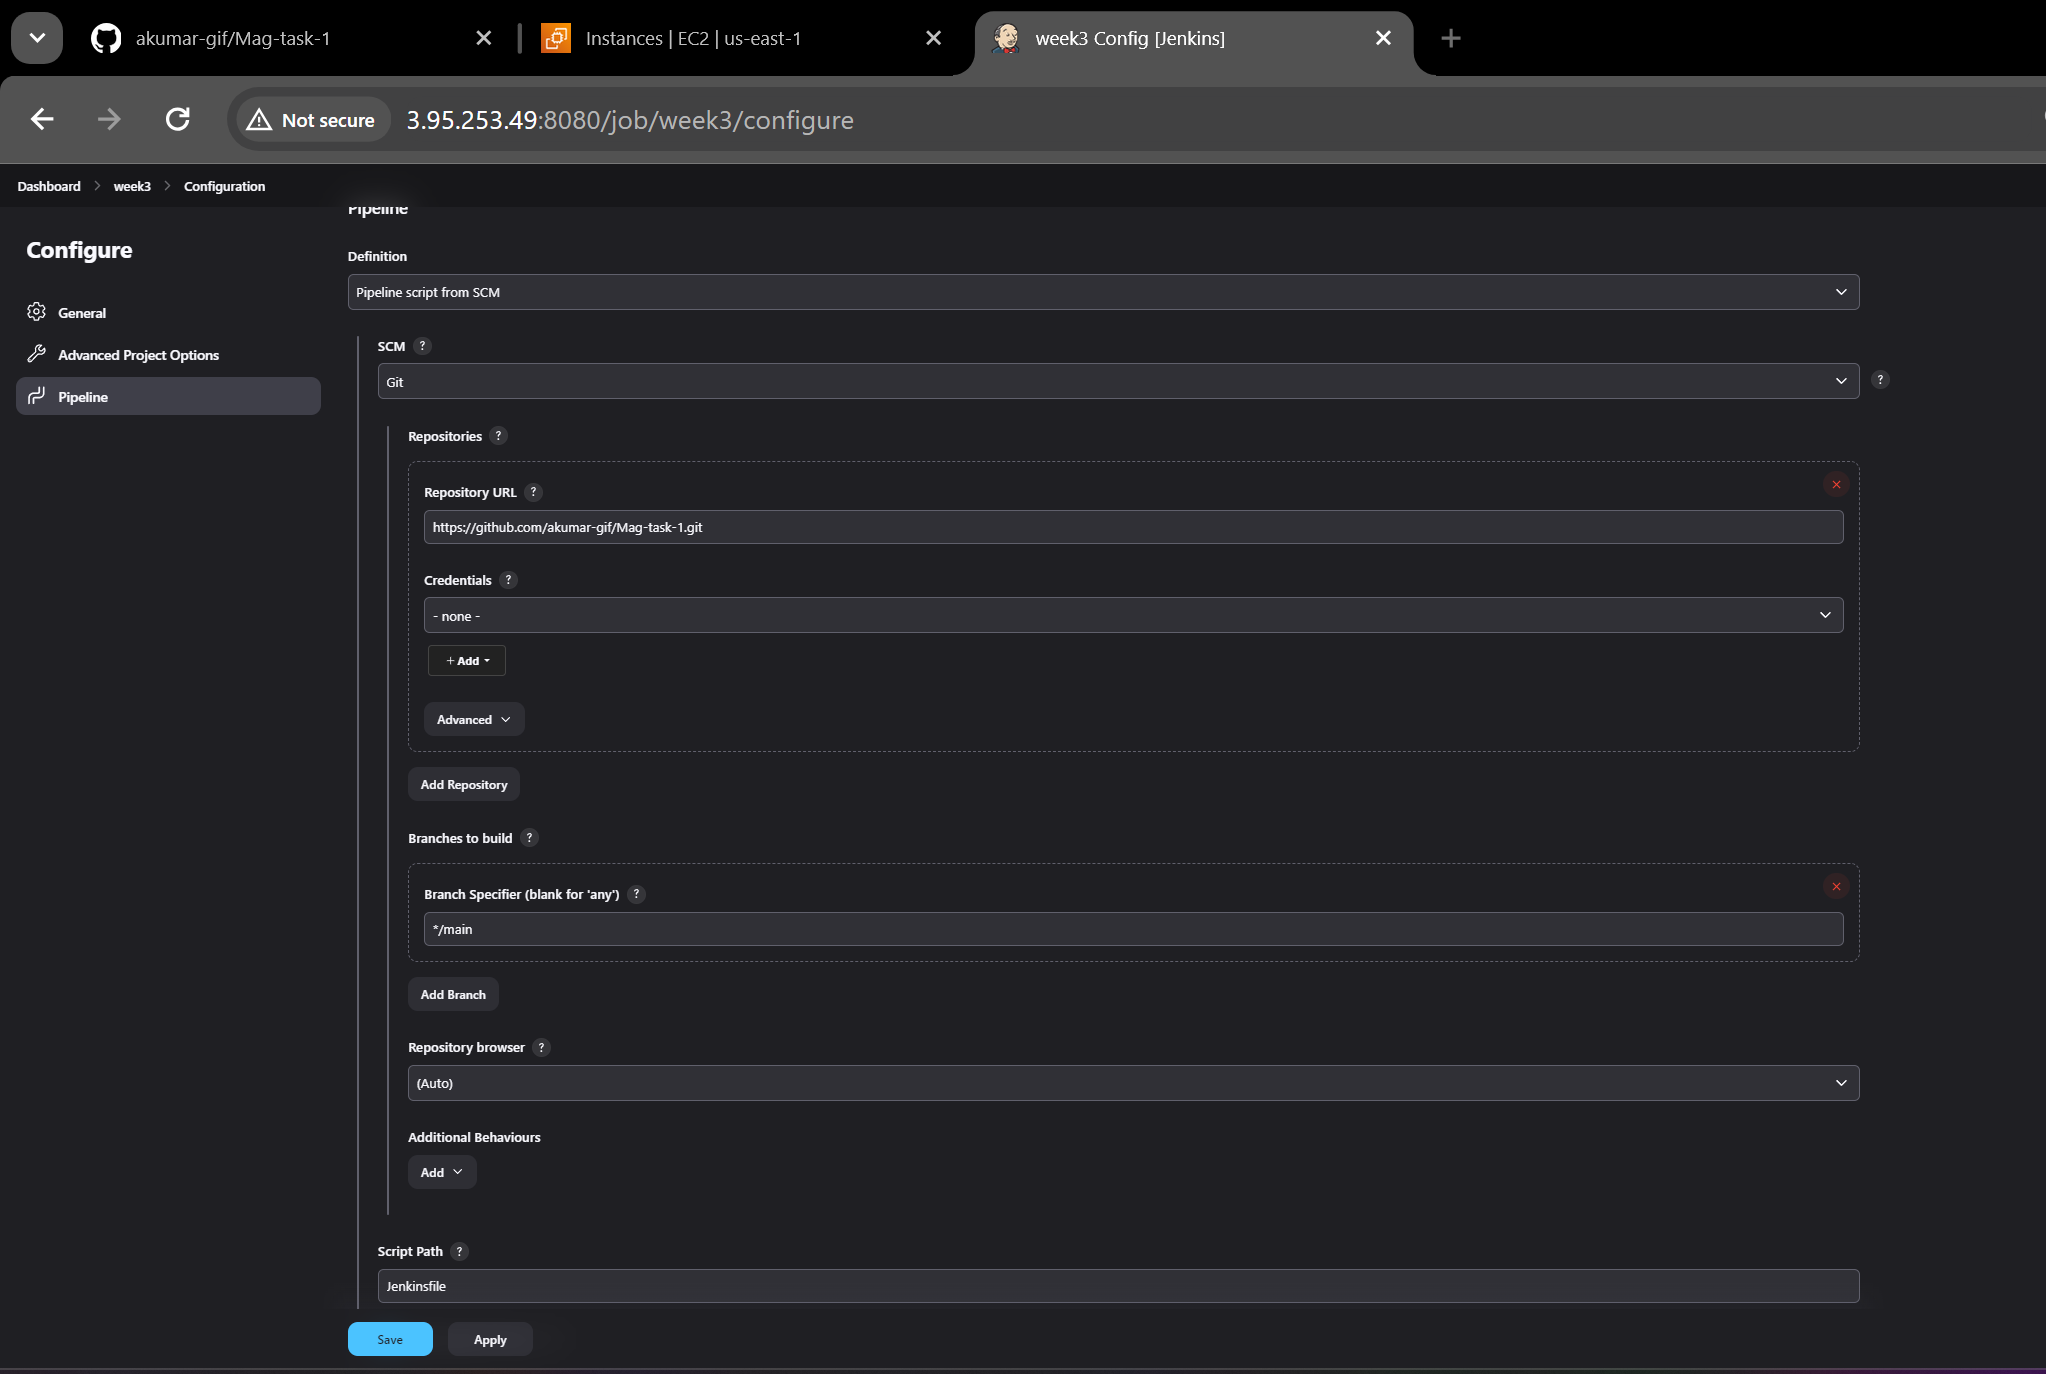 akumar-gif/Mag-task-1
Instances | EC2 | us-east-1
week3 Config [Jenkins]
Not secure
3.95.253.49:8080/job/week3/configure
Dashboard
week3
Configuration
Pipeline
Configure
General
Advanced Project Options
Pipeline
Definition
Pipeline script from SCM
SCM ?
Git
?
Repositories ?
Repository URL ?
https://github.com/akumar-gif/Mag-task-1.git
Credentials ?
- none -
+ Add
Advanced
Add Repository
Branches to build ?
Branch Specifier (blank for 'any') ?
*/main
Add Branch
Repository browser ?
(Auto)
Additional Behaviours
Add
Script Path ?
Jenkinsfile
Save
Apply